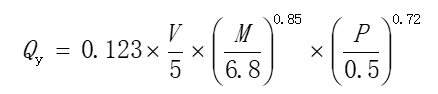 Q_y = 0.123 × V/5 × (M/6.8)^0.85 × (P/0.5)^0.72